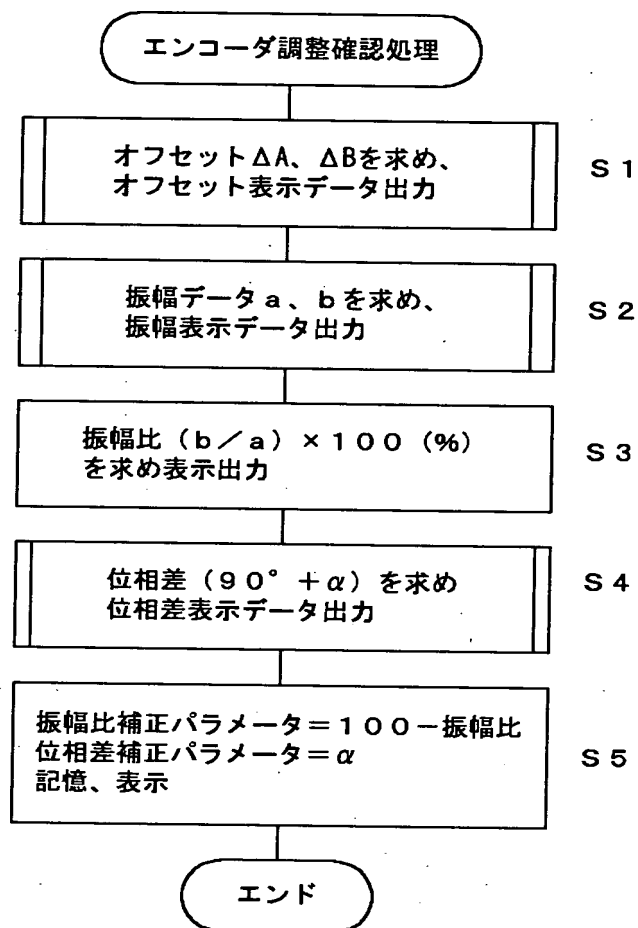 エンコーダ調整確認処理
オフセットΔA、ΔBを求め、
オフセット表示データ出力
S1
振幅データa、bを求め、
振幅表示データ出力
S2
振幅比(b/a)×100(%)
を求め表示出力
S3
位相差(90°+α)を求め
位相差表示データ出力
S4
振幅比補正パラメータ=100-振幅比
位相差補正パラメータ=α
記憶、表示
S5
エンド